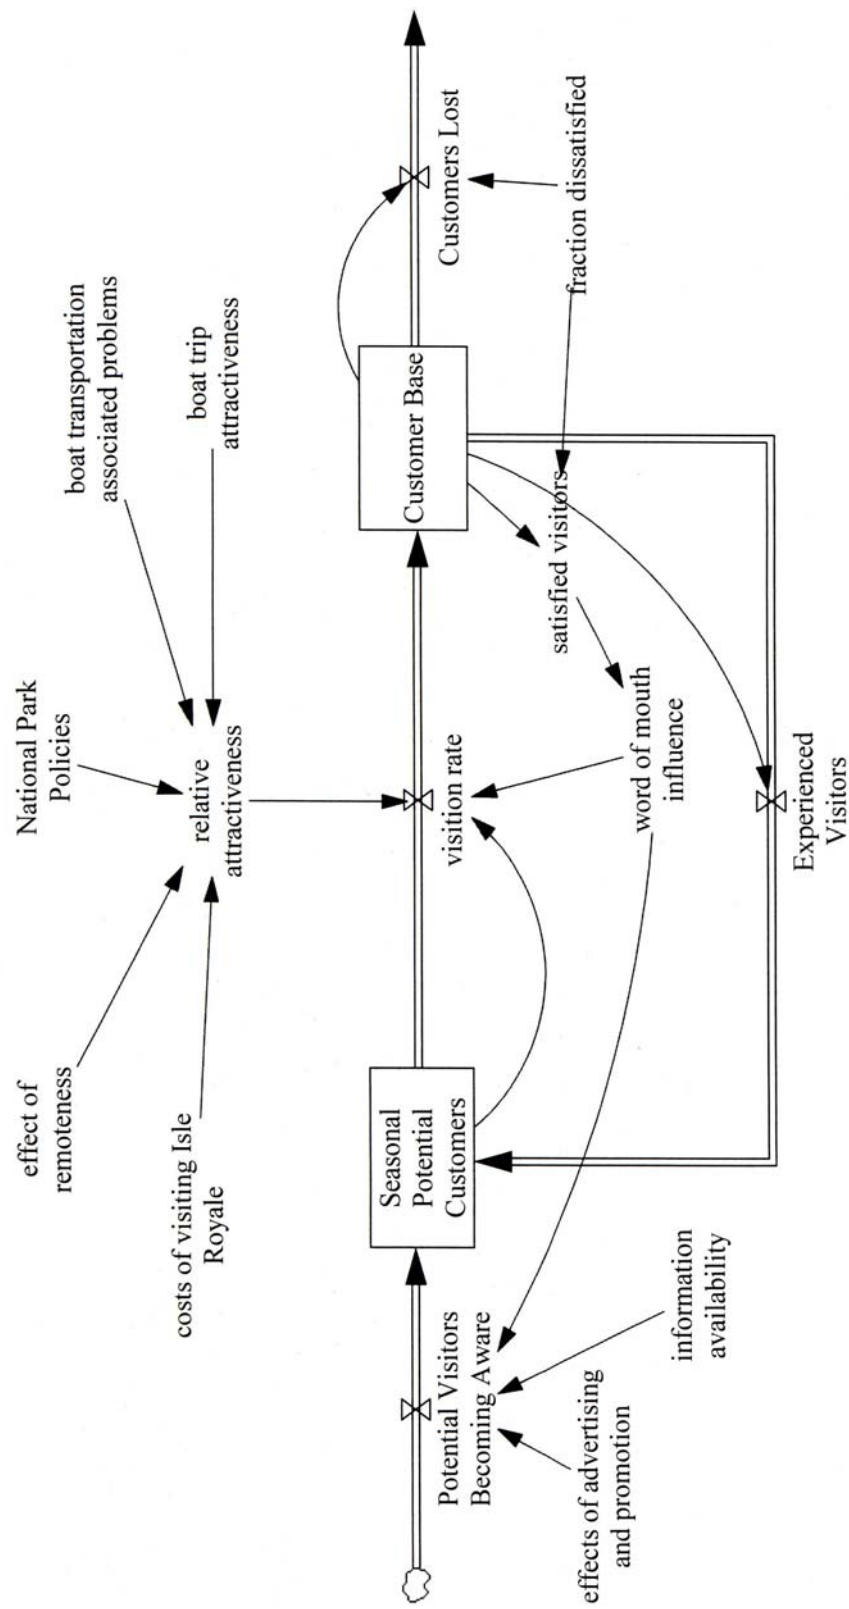 National Park
Policies
boat transportation
associated problems
effect of
remoteness
boat trip
attractiveness
relative
attractiveness
costs of visiting Isle
Royale
Seasonal
Potential
Customers
Customer Base
visition rate
Potential Visitors
Becoming Aware
Customers Lost
satisfied visitors
fraction dissatisfied
word of mouth
influence
effects of advertising
and promotion
information
availability
Experienced
Visitors